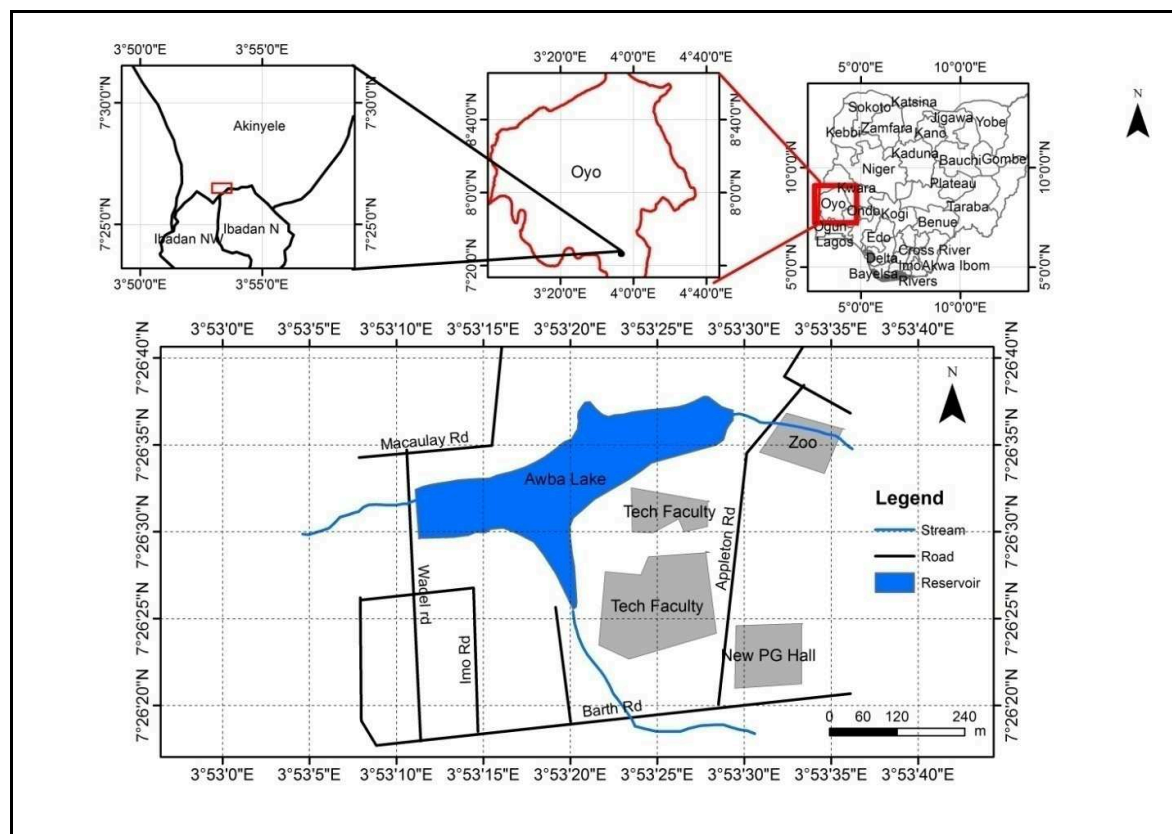 3°50'0"E 3°55'0"E
7°30'0"N
7°25'0"N
Akinyele
Ibadan NW
Ibadan N
7°30'0"N
7°25'0"N
3°50'0"E 3°55'0"E
3°20'0"E 4°0'0"E 4°40'0"E
8°40'0"N
8°0'0"N
7°20'0"N
Oyo
8°40'0"N
8°0'0"N
7°20'0"N
3°20'0"E 4°0'0"E 4°40'0"E
5°0'0"E 10°0'0"E
10°0'0"N
5°0'0"N
Sokoto Katsina
Jigawa
Kebbi Zamfara Kano Yobe
Kaduna
Bauchi Gombe
Niger
Kwara Plateau
Oyo Taraba
Ondo Kogi
Benue
Ogun
Lagos Edo
Cross River
Delta
Imo Akwa Ibom
Bayelsa
Rivers
10°0'0"N
5°0'0"N
5°0'0"E 10°0'0"E
N
3°53'0"E 3°53'5"E 3°53'10"E 3°53'15"E 3°53'20"E 3°53'25"E 3°53'30"E 3°53'35"E 3°53'40"E
7°26'40"N
7°26'35"N
7°26'30"N
7°26'25"N
7°26'20"N
N
Macaulay Rd
Zoo
Awba Lake
Tech Faculty
Appleton Rd
Wadel rd
Imo Rd
Tech Faculty
New PG Hall
Barth Rd
Legend
Stream
Road
Reservoir
0 60 120 240
m
7°26'40"N
7°26'35"N
7°26'30"N
7°26'25"N
7°26'20"N
3°53'0"E 3°53'5"E 3°53'10"E 3°53'15"E 3°53'20"E 3°53'25"E 3°53'30"E 3°53'35"E 3°53'40"E